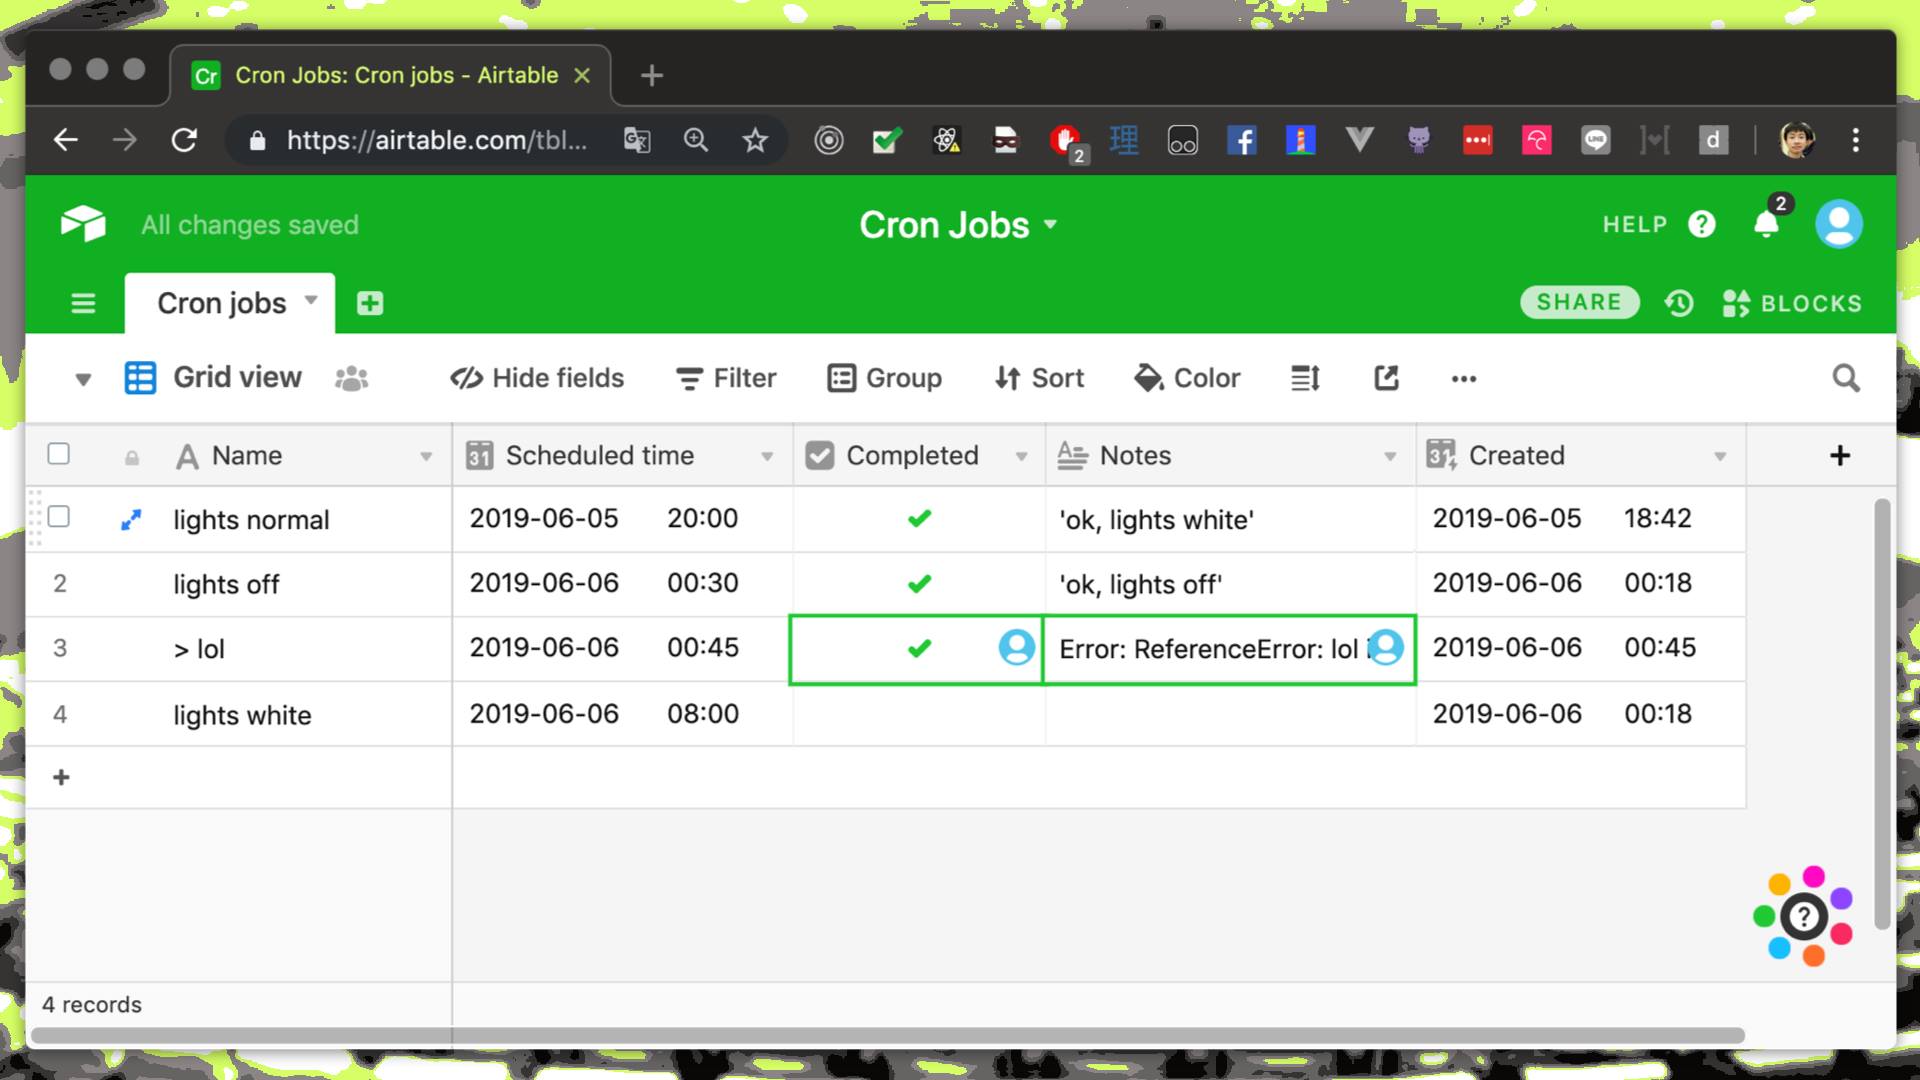 Cr Cron Jobs: Cron jobs - Airtable
https://airtable.com/tbl...
2 理 LINE d
All changes saved Cron Jobs HELP ? 2
Cron jobs SHARE BLOCKS
Grid view Hide fields Filter Group Sort Color
A Name 31 Scheduled time Completed A Notes 31 Created
lights normal 2019-06-05 20:00 'ok, lights white' 2019-06-05 18:42
2 lights off 2019-06-06 00:30 'ok, lights off' 2019-06-06 00:18
3 > lol 2019-06-06 00:45 Error: ReferenceError: lol 2019-06-06 00:45
4 lights white 2019-06-06 08:00 2019-06-06 00:18
+
?
4 records